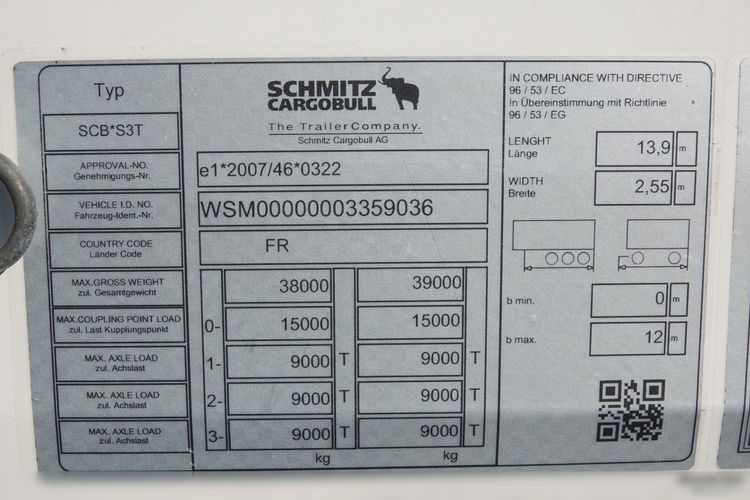 Typ
SCB*S3T
APPROVAL-NO.
Genehmigungs-Nr.
VEHICLE I.D. NO.
Fahrzeug-Ident.-Nr.
COUNTRY CODE
Länder Code
MAX.GROSS WEIGHT
zul. Gesamtgewicht
MAX.COUPLING POINT LOAD
zul. Last Kupplungspunkt
MAX. AXLE LOAD
zul. Achslast
MAX. AXLE LOAD
zul. Achslast
MAX. AXLE LOAD
zul. Achslast
SCHMITZ
CARGOBULL
The TrailerCompany.
Schmitz Cargobull AG
e1*2007/46*0322
WSM00000003359036
FR
38000 39000
0- 15000 15000
1- 9000 T 9000 T
2- 9000 T 9000 T
3- 9000 T 9000 T
kg kg
IN COMPLIANCE WITH DIRECTIVE
96 / 53 / EC
In Übereinstimmung mit Richtlinie
96 / 53 / EG
LENGHT
Länge
13,9 m
WIDTH
Breite
2,55 m
b min. 0 m
b max. 12 m